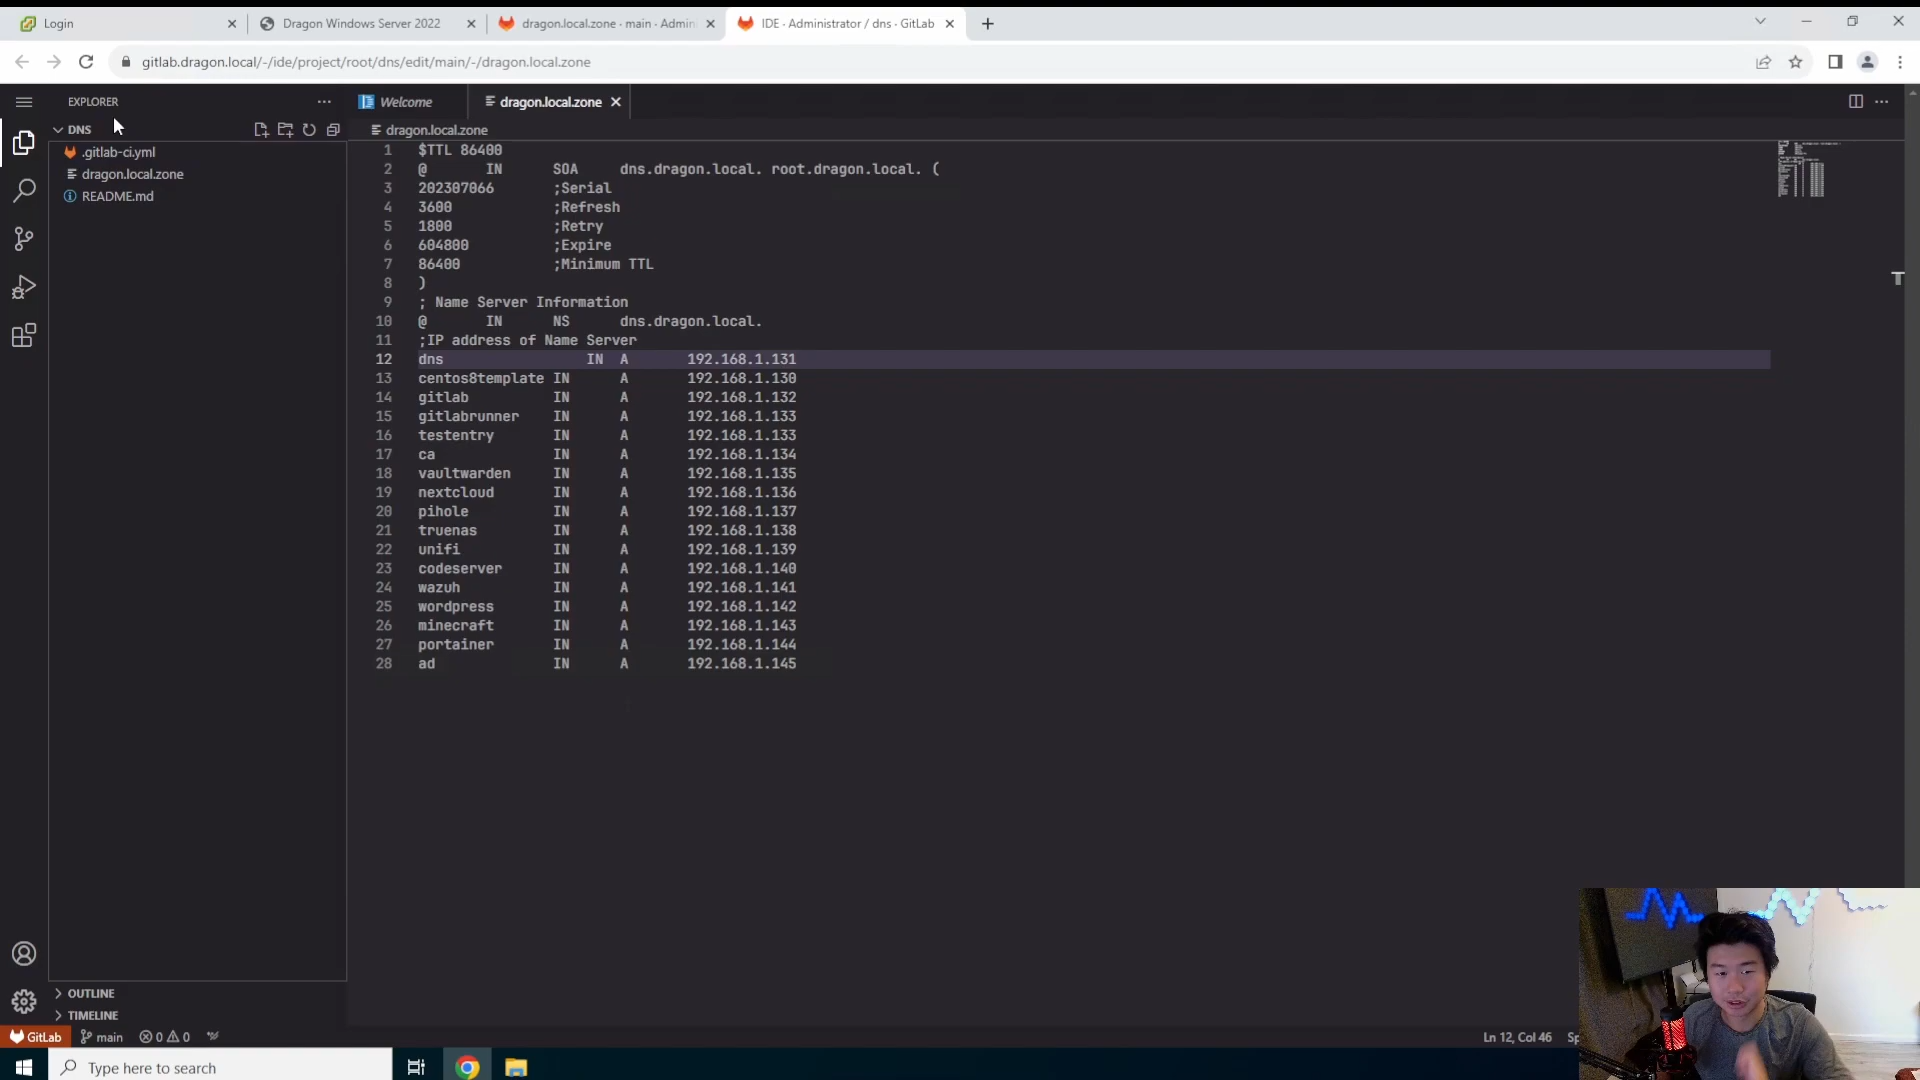 Login
Dragon Windows Server 2022
dragon.local.zone · main · Admin
IDE · Administrator / dns · GitLab
gitlab.dragon.local/-/ide/project/root/dns/edit/main/-/dragon.local.zone
EXPLORER
Welcome
dragon.local.zone
DNS
dragon.local.zone
.gitlab-ci.yml
dragon.local.zone
README.md
1 $TTL 86400
2 @ IN SOA dns.dragon.local. root.dragon.local. (
3 202307066 ;Serial
4 3600 ;Refresh
5 1800 ;Retry
6 604800 ;Expire
7 86400 ;Minimum TTL
8 )
9 ; Name Server Information
10 @ IN NS dns.dragon.local.
11 ;IP address of Name Server
12 dns IN A 192.168.1.131
13 centos8template IN A 192.168.1.130
14 gitlab IN A 192.168.1.132
15 gitlabrunner IN A 192.168.1.133
16 testentry IN A 192.168.1.133
17 ca IN A 192.168.1.134
18 vaultwarden IN A 192.168.1.135
19 nextcloud IN A 192.168.1.136
20 pihole IN A 192.168.1.137
21 truenas IN A 192.168.1.138
22 unifi IN A 192.168.1.139
23 codeserver IN A 192.168.1.140
24 wazuh IN A 192.168.1.141
25 wordpress IN A 192.168.1.142
26 minecraft IN A 192.168.1.143
27 portainer IN A 192.168.1.144
28 ad IN A 192.168.1.145
OUTLINE
TIMELINE
GitLab main 0 0
Ln 12, Col 46 Sp
Type here to search